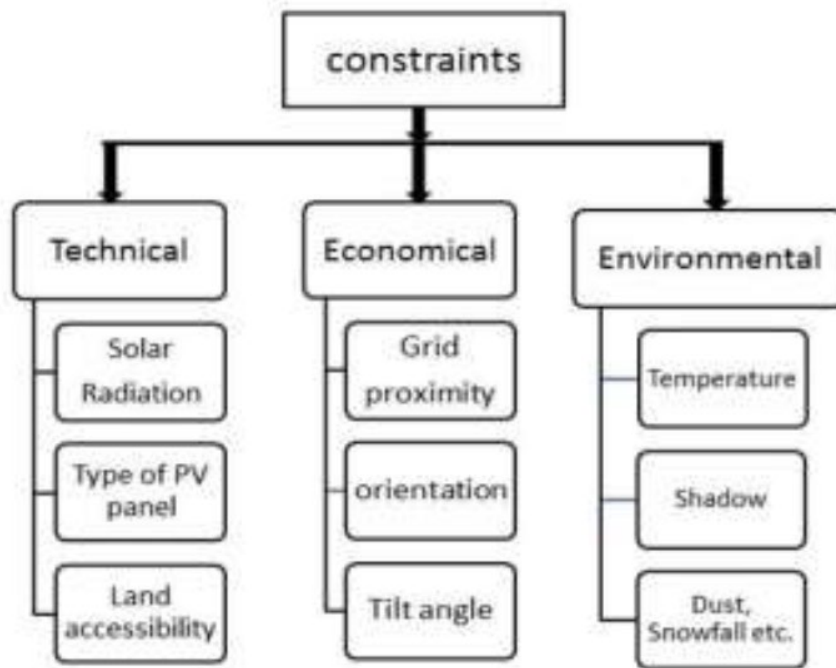 constraints
Technical
Solar
Radiation
Type of PV
panel
Land
accessibility
Economical
Grid
proximity
orientation
Tilt angle
Environmental
Temperature
Shadow
Dust,
Snowfall etc.